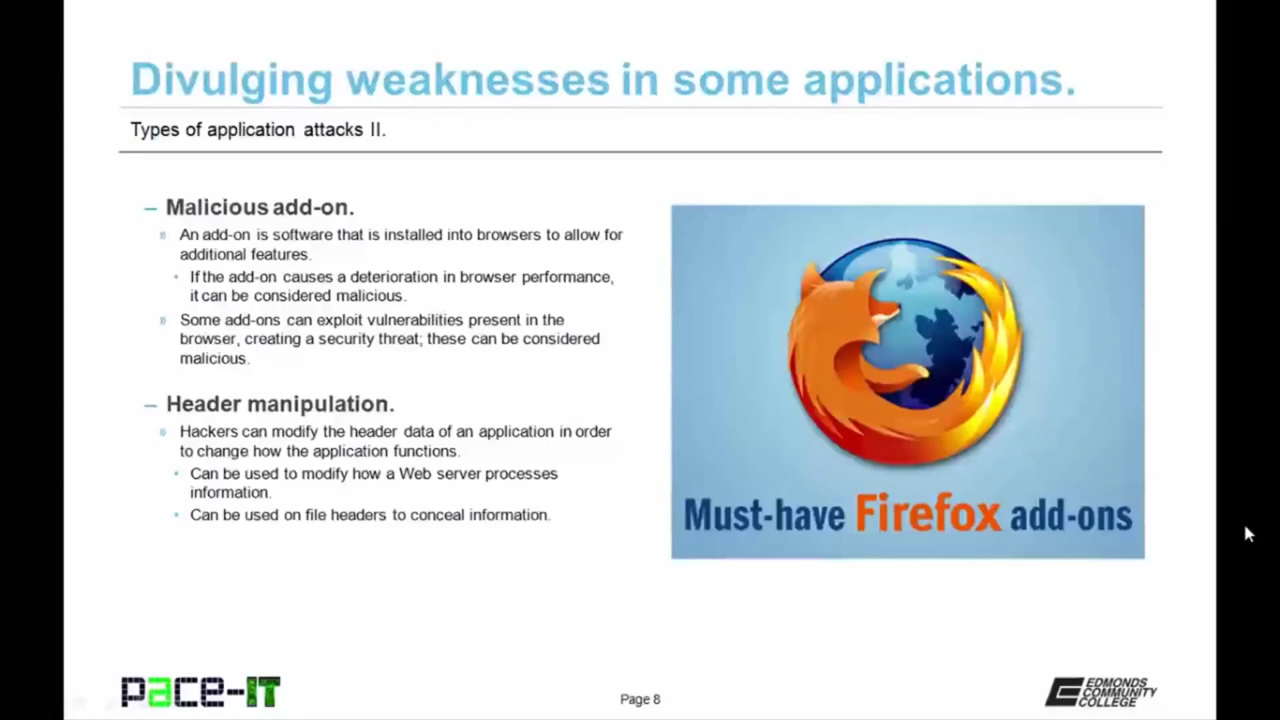 Divulging weaknesses in some applications.
Types of application attacks II.
– Malicious add-on.
» An add-on is software that is installed into browsers to allow for
additional features.
• If the add-on causes a deterioration in browser performance,
it can be considered malicious.
» Some add-ons can exploit vulnerabilities present in the
browser, creating a security threat; these can be considered
malicious.
– Header manipulation.
» Hackers can modify the header data of an application in order
to change how the application functions.
• Can be used to modify how a Web server processes
information.
• Can be used on file headers to conceal information.
Must-have Firefox add-ons
pace-IT
Page 8
EDMONDS
COMMUNITY
COLLEGE